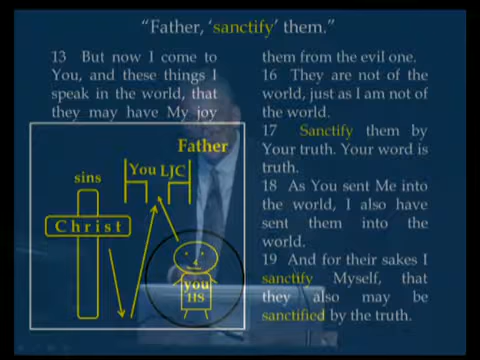 “Father, ‘sanctify’ them.”
13 But now I come to
You, and these things I
speak in the world, that
they may have My joy
Father
You LJC
sins
Christ
you
them from the evil one.
16 They are not of the
world, just as I am not of
the world.
17 Sanctify them by
Your truth. Your word is
truth.
18 As You sent Me into
the world, I also have
sent them into the
world.
19 And for their sakes I
sanctify Myself, that
they also may be
sanctified by the truth.